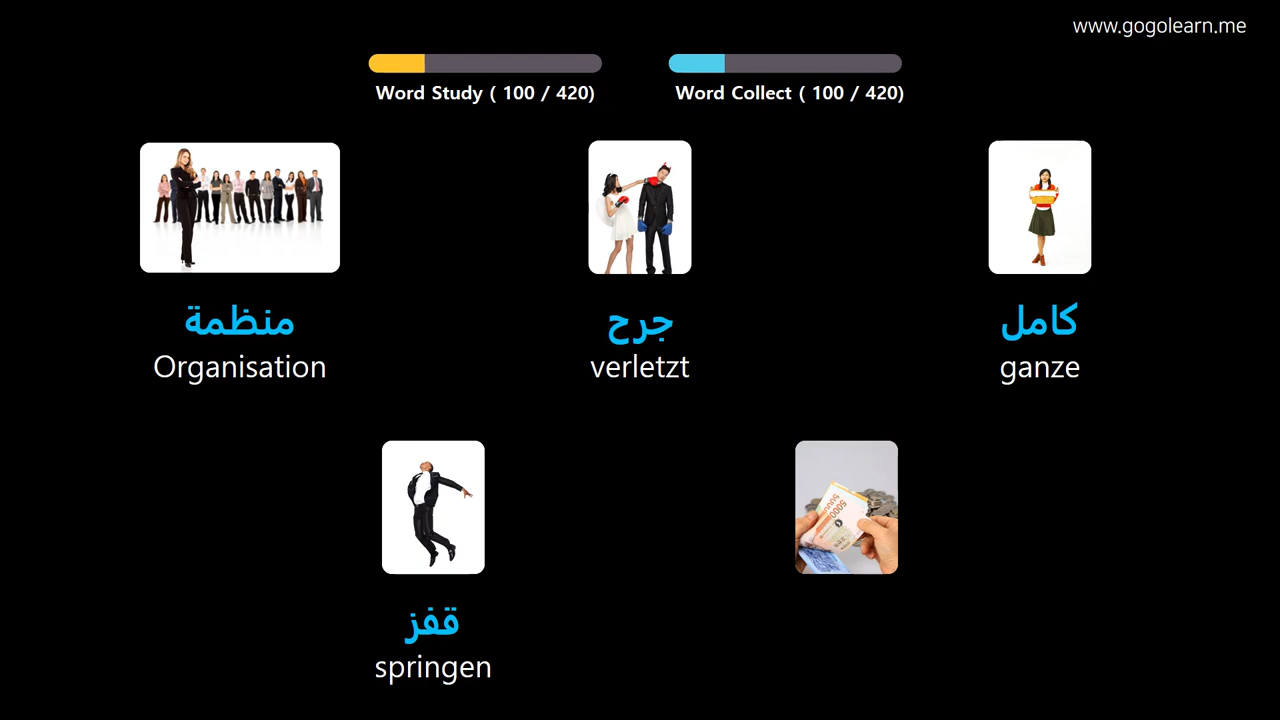 www.gogolearn.me
Word Study ( 100 / 420)
Word Collect ( 100 / 420)
منظمة
Organisation
جرح
verletzt
كامل
ganze
5000
قفز
springen